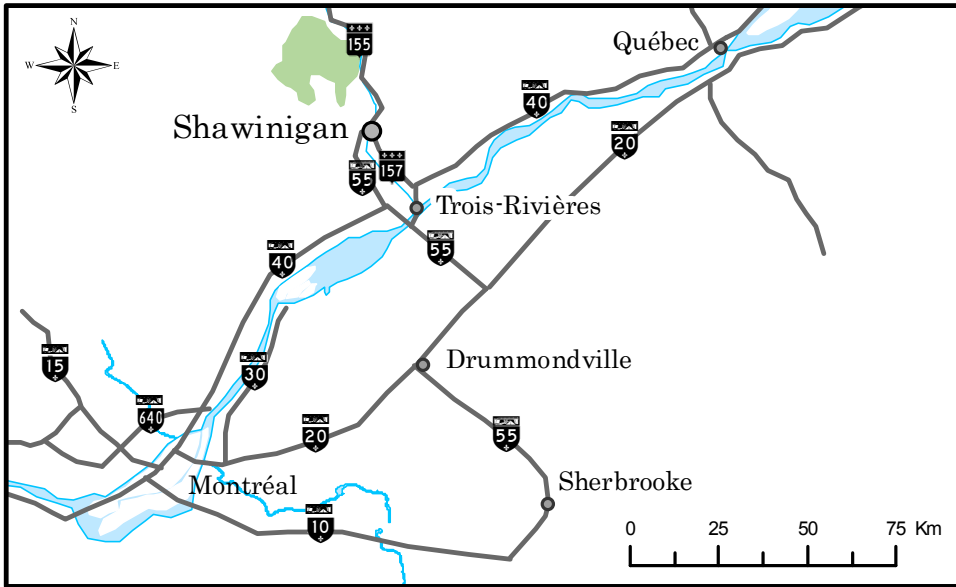 N
W E
S
155
Québec
40
Shawinigan
20
157
55
Trois-Rivières
55
40
Drummondville
15
30
640
20
55
Sherbrooke
Montréal
10
0 25 50 75 Km